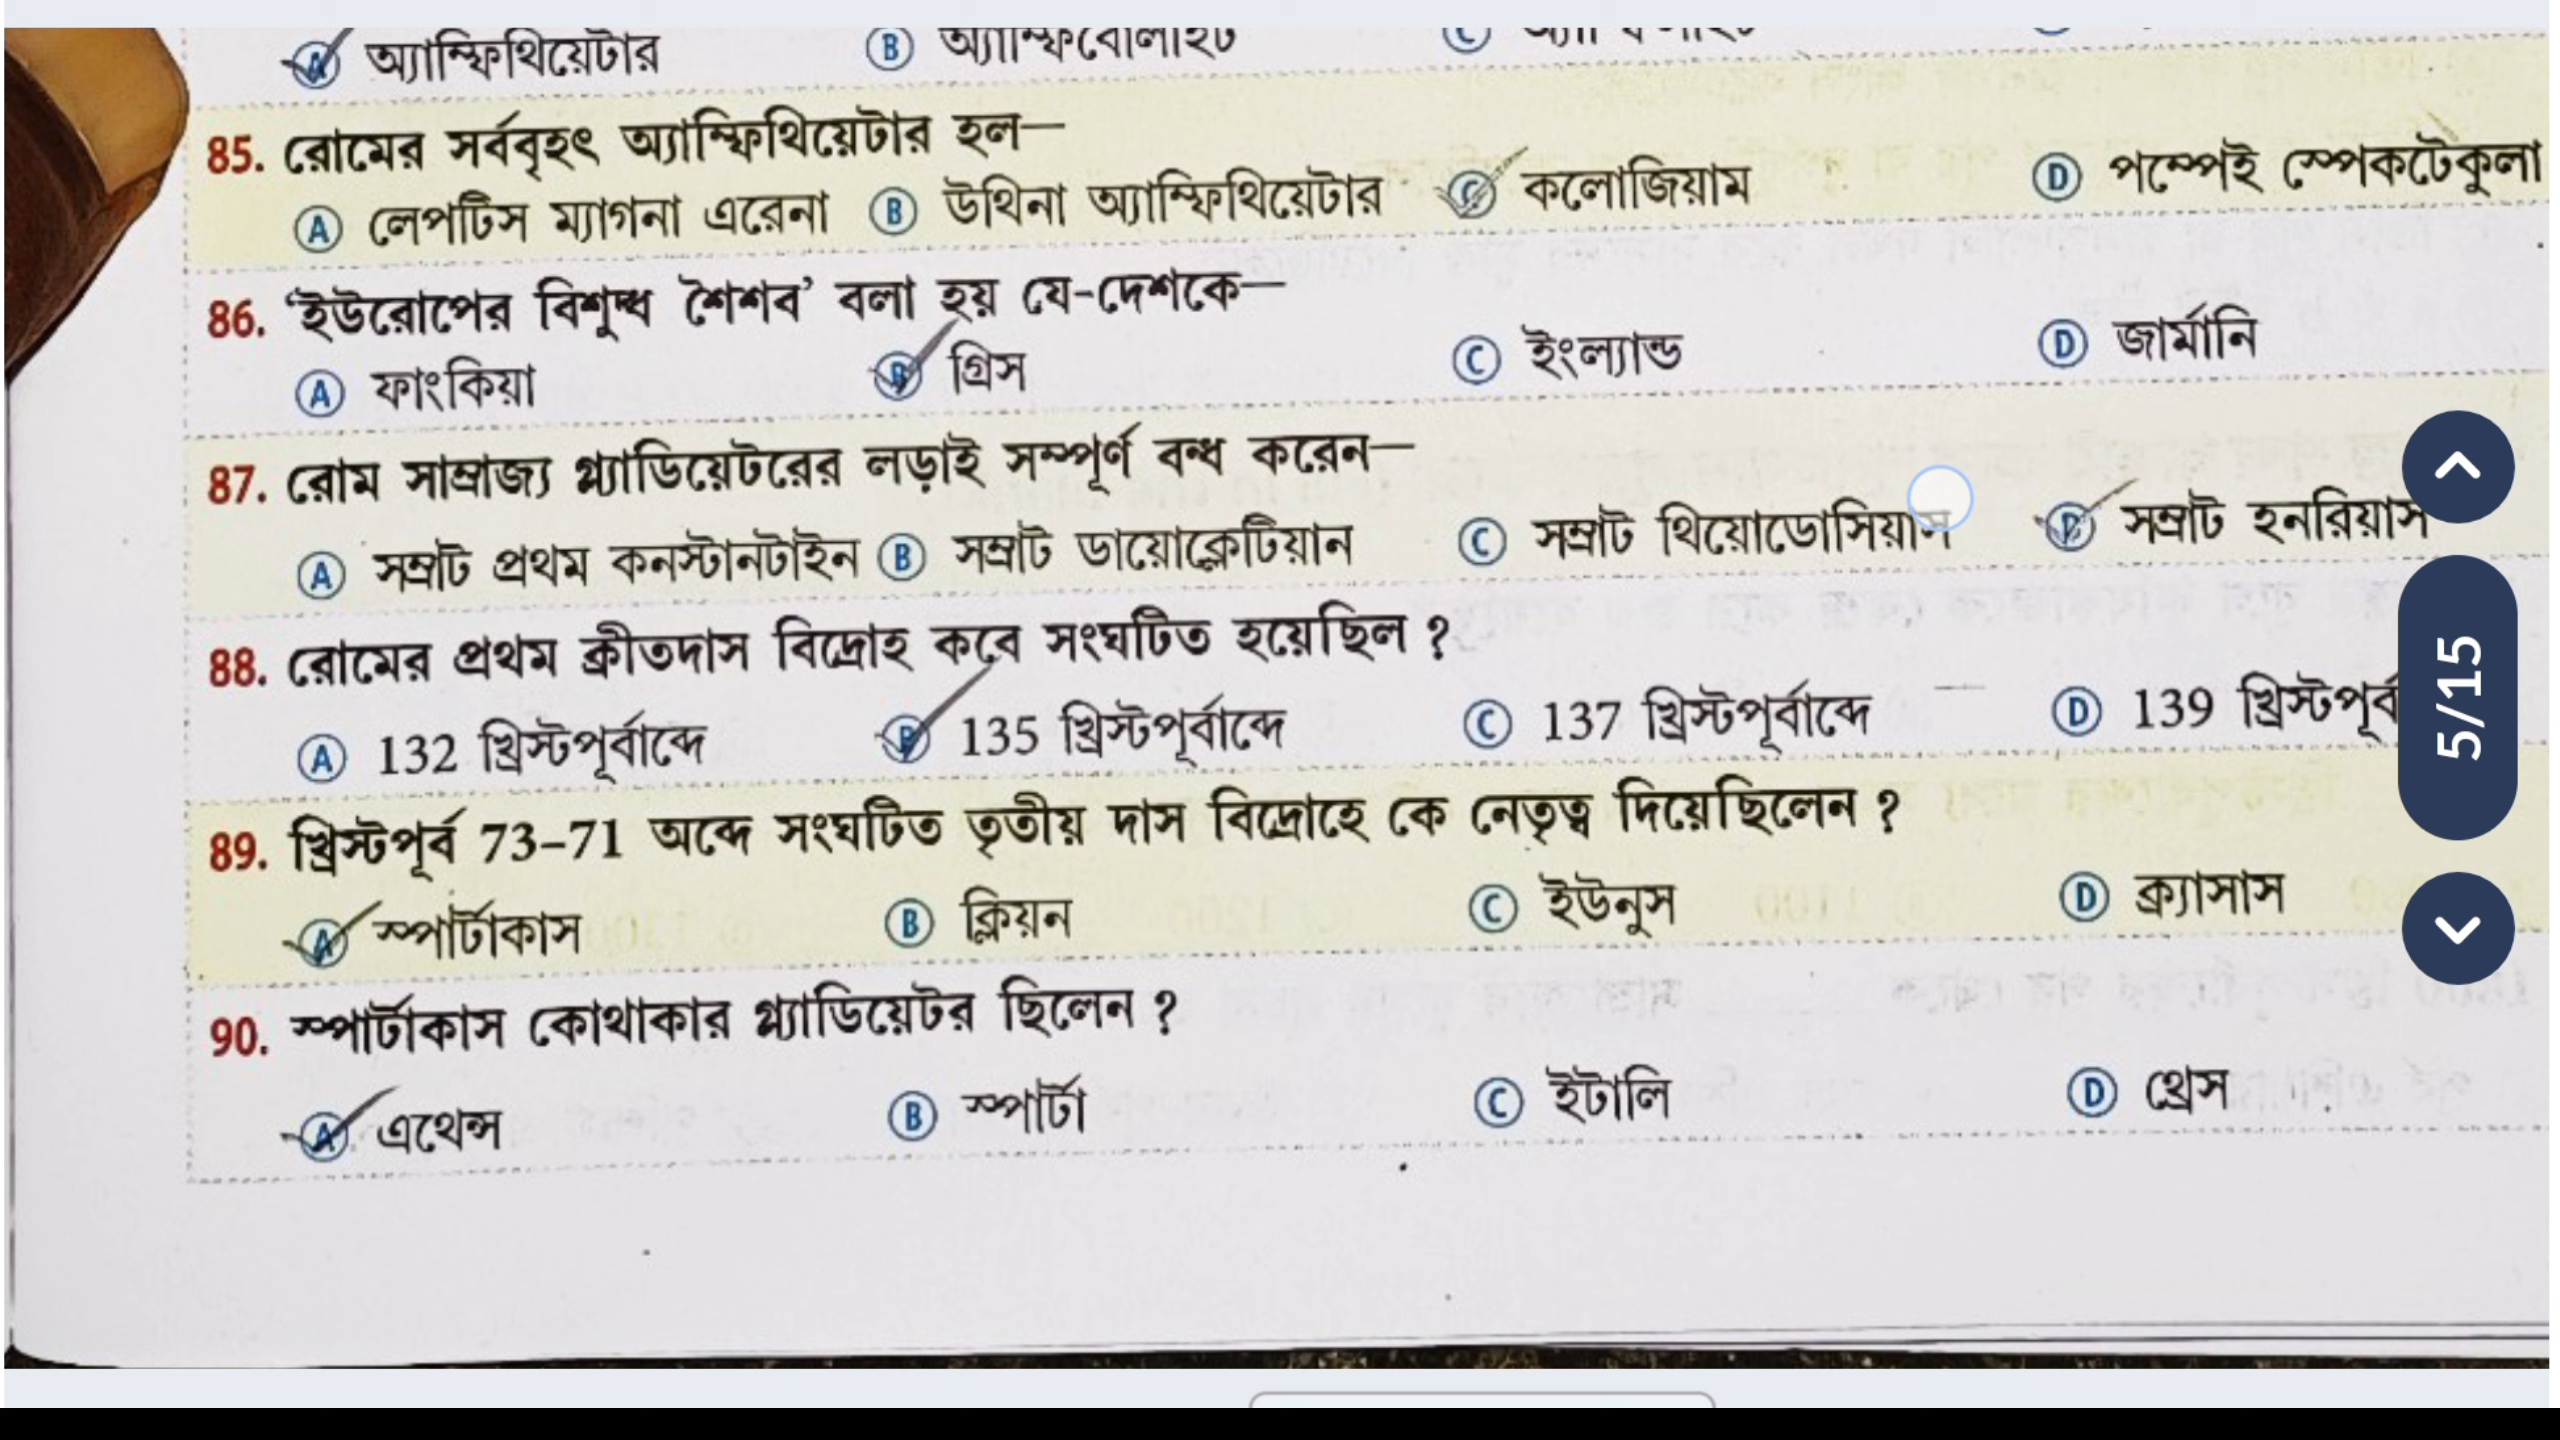 A অ্যাম্ফিথিয়েটার B অ্যাম্ফিবোলাইট C
85. রোমের সর্ববৃহৎ অ্যাম্ফিথিয়েটার হল—
A লেপটিস ম্যাগনা এরেনা B উথিনা অ্যাম্ফিথিয়েটার C কলোজিয়াম D পম্পেই স্পেকটেকুলা
86. ‘ইউরোপের বিশুদ্ধ শৈশব’ বলা হয় যে-দেশকে—
A ফাংকিয়া B গ্রিস C ইংল্যান্ড D জার্মানি
87. রোম সাম্রাজ্য গ্ল্যাডিয়েটরের লড়াই সম্পূর্ণ বন্ধ করেন—
A সম্রাট প্রথম কনস্টানটাইন B সম্রাট ডায়োক্লেটিয়ান C সম্রাট থিয়োডোসিয়াস D সম্রাট হনরিয়াস
88. রোমের প্রথম ক্রীতদাস বিদ্রোহ কবে সংঘটিত হয়েছিল ?
A 132 খ্রিস্টপূর্বাব্দে B 135 খ্রিস্টপূর্বাব্দে C 137 খ্রিস্টপূর্বাব্দে D 139 খ্রিস্টপূর্ব
5/15
89. খ্রিস্টপূর্ব 73–71 অব্দে সংঘটিত তৃতীয় দাস বিদ্রোহে কে নেতৃত্ব দিয়েছিলেন ?
A স্পার্টাকাস B ক্লিয়ন C ইউনুস D ক্র্যাসাস
90. স্পার্টাকাস কোথাকার গ্ল্যাডিয়েটর ছিলেন ?
A এথেন্স B স্পার্টা C ইটালি D থ্রেস